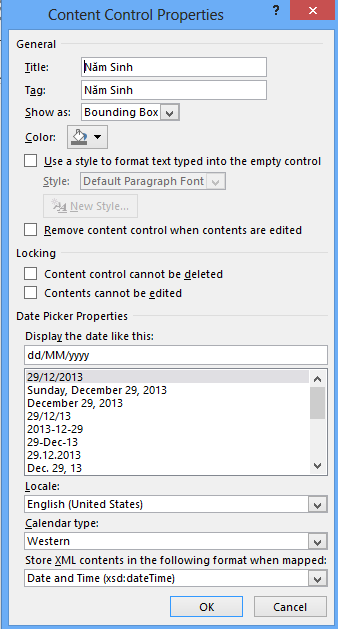 Content Control Properties
?
General
Title:
Năm Sinh
Tag:
Năm Sinh
Show as:
Bounding Box
Color:
Use a style to format text typed into the empty control
Style:
Default Paragraph Font
New Style...
Remove content control when contents are edited
Locking
Content control cannot be deleted
Contents cannot be edited
Date Picker Properties
Display the date like this:
dd/MM/yyyy
29/12/2013
Sunday, December 29, 2013
December 29, 2013
29/12/13
2013-12-29
29-Dec-13
29.12.2013
Dec. 29, 13
Locale:
English (United States)
Calendar type:
Western
Store XML contents in the following format when mapped:
Date and Time (xsd:dateTime)
OK
Cancel